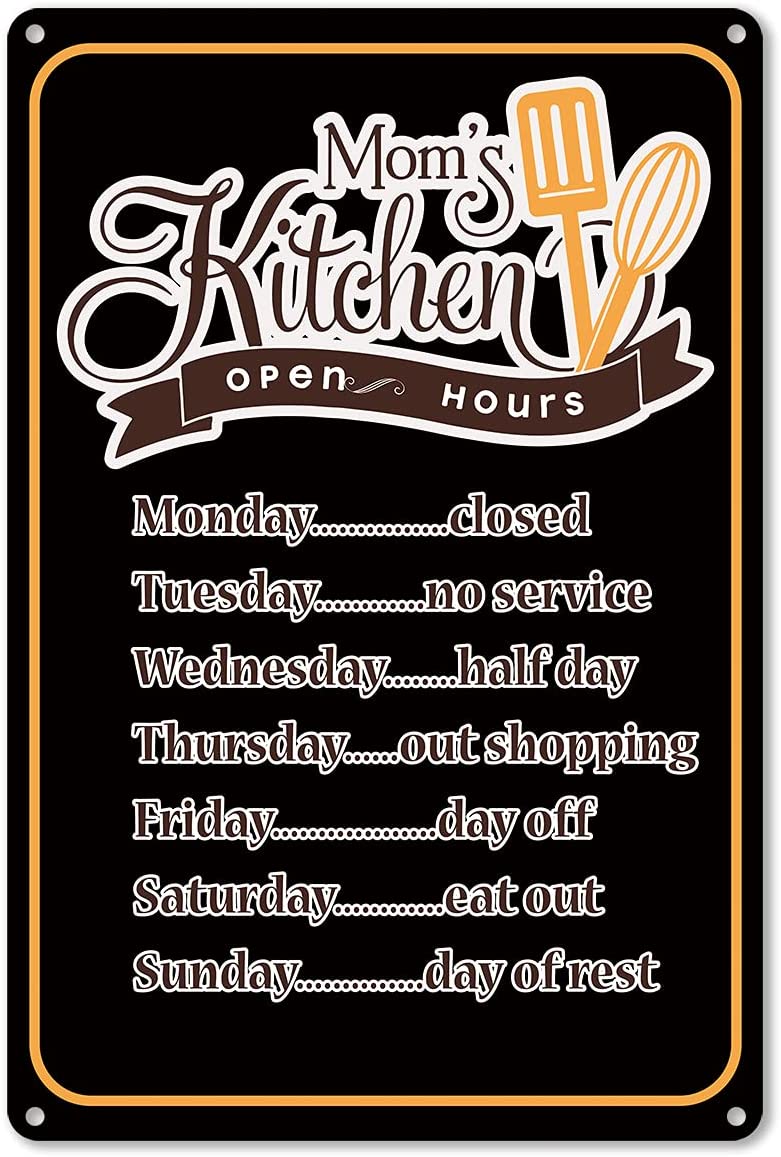 Mom's
Kitchen
OPEN HOURS
Monday................closed
Tuesday.............no service
Wednesday.........half day
Thursday......out shopping
Friday....................day off
Saturday.............eat out
Sunday...............day of rest